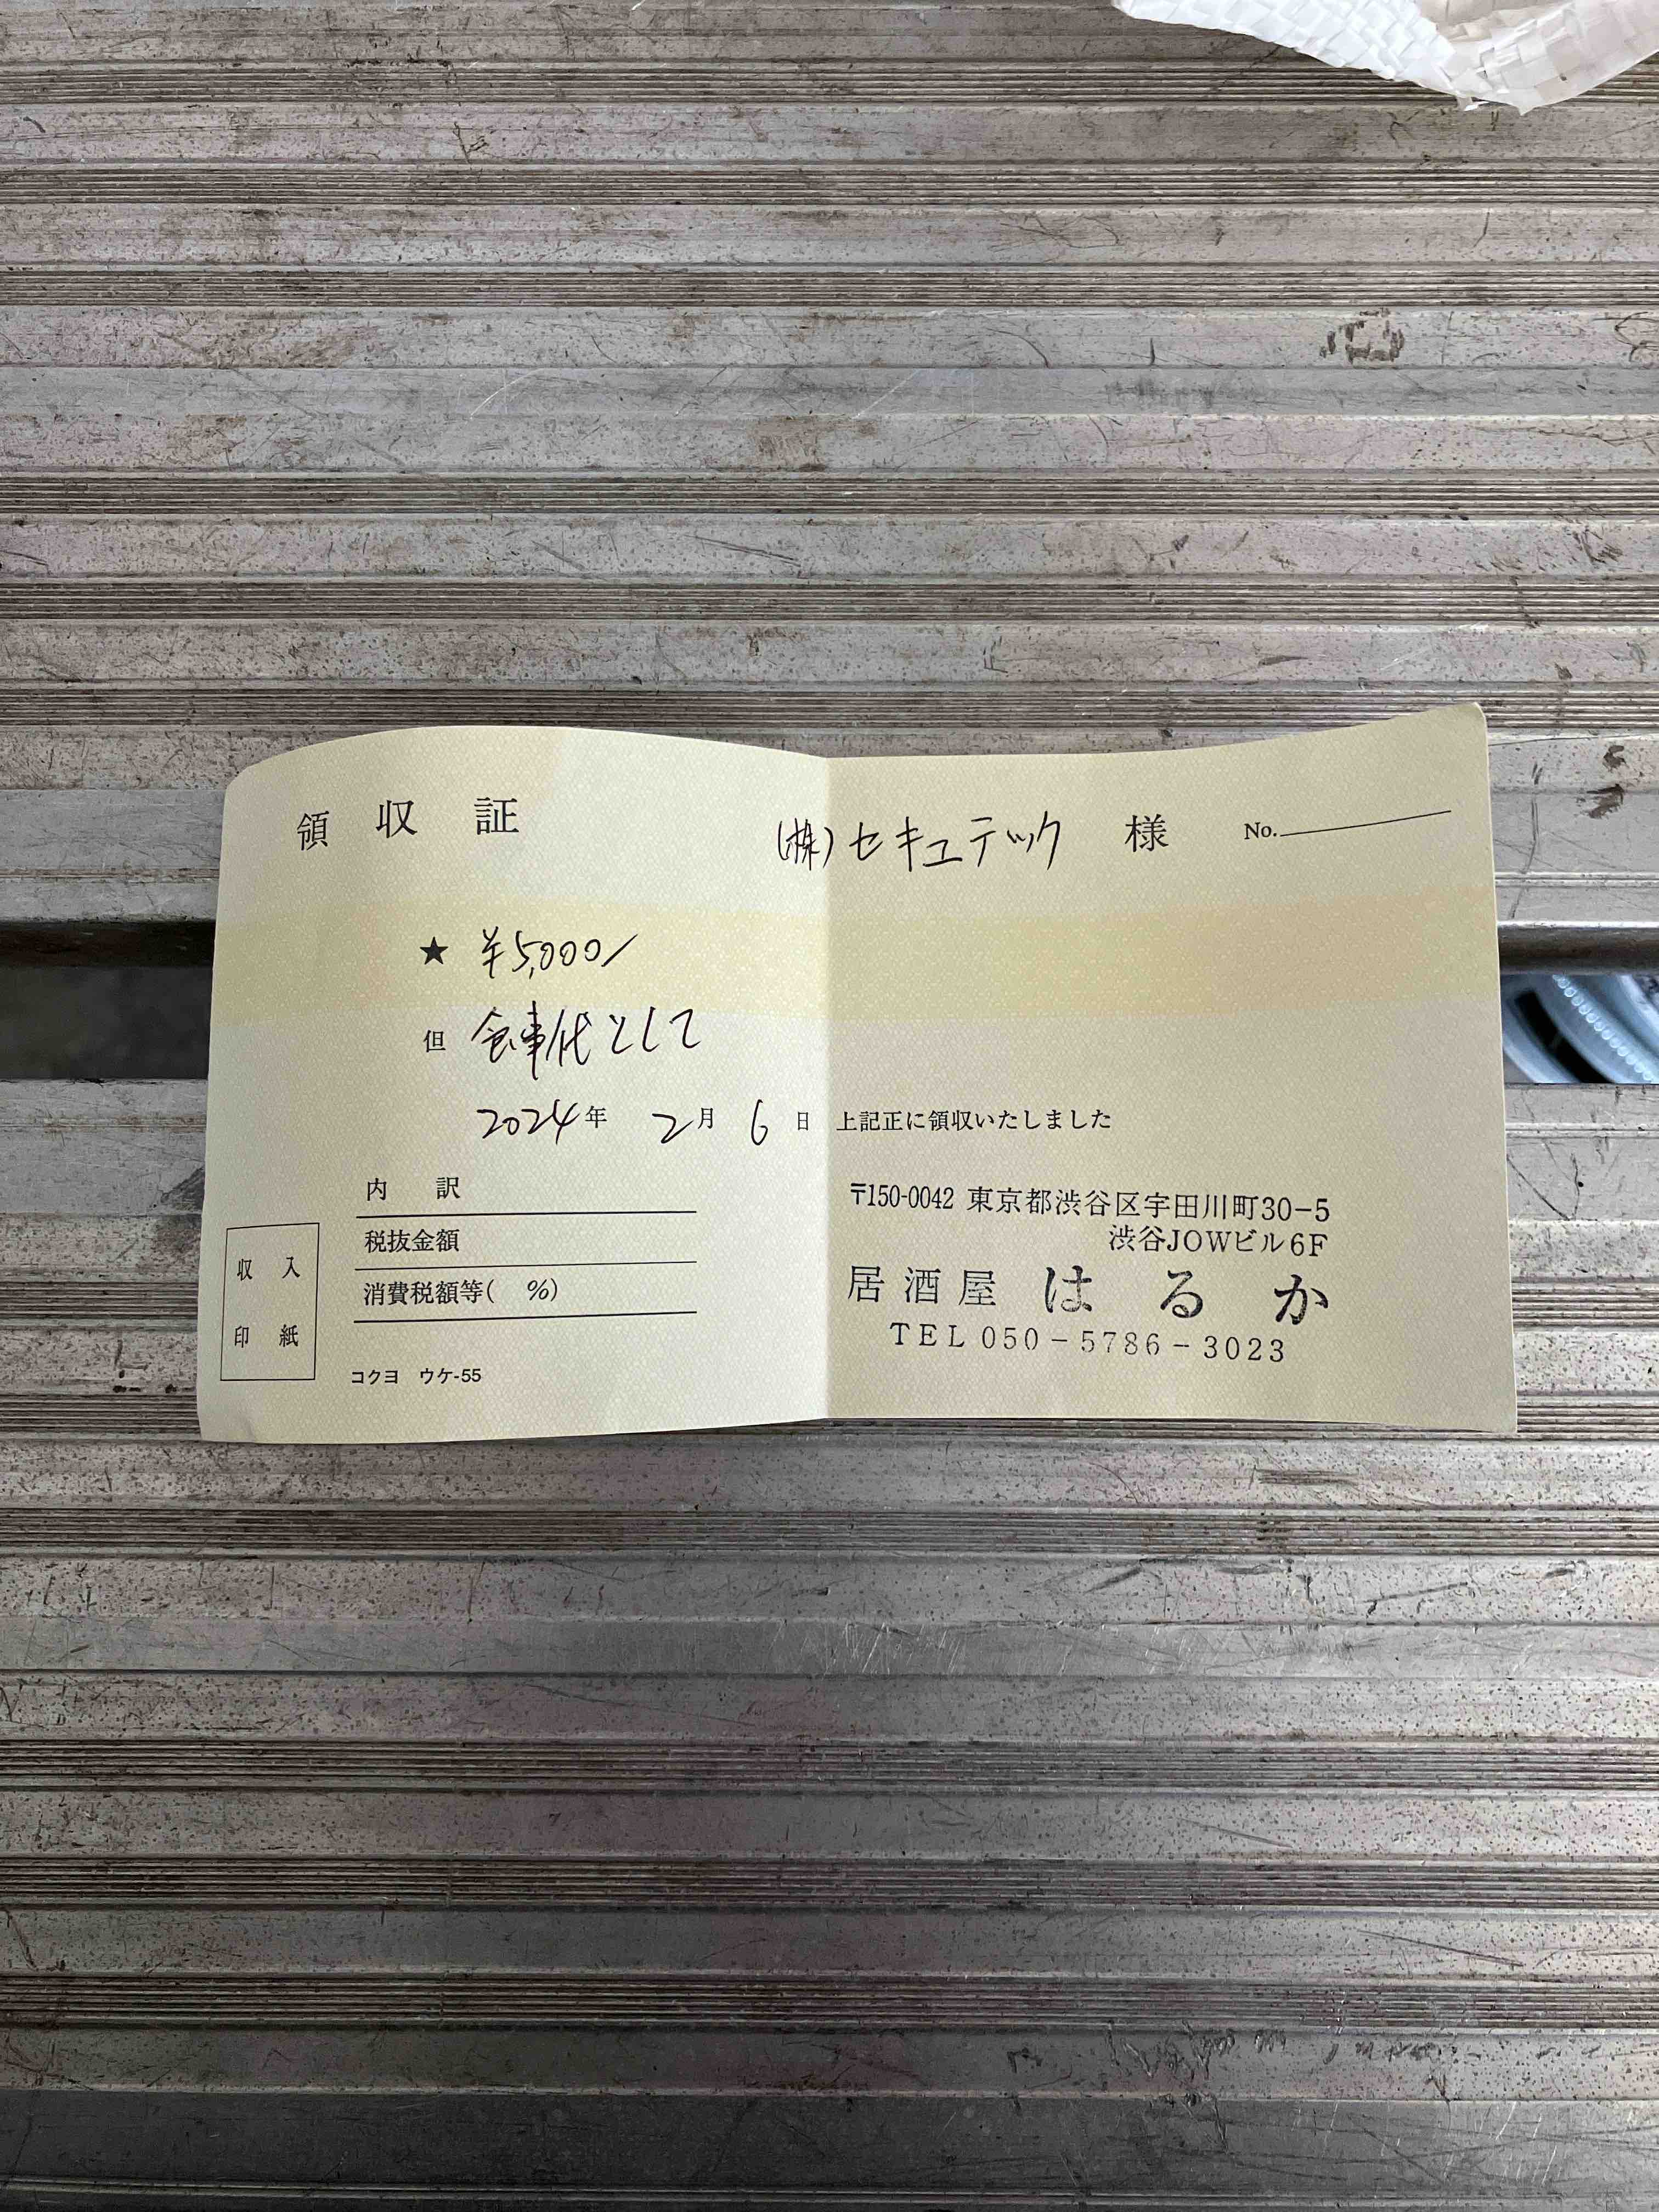 領収証 (株)セキュテック 様 No.
★ ¥5,000/
但 食事代として
2024年 2月 6日 上記正に領収いたしました
内訳
税抜金額
消費税額等( %)
収入
印紙
コクヨ ウケ-55
〒150-0042 東京都渋谷区宇田川町30-5
渋谷JOWビル6F
居酒屋 はるか
TEL 050-5786-3023